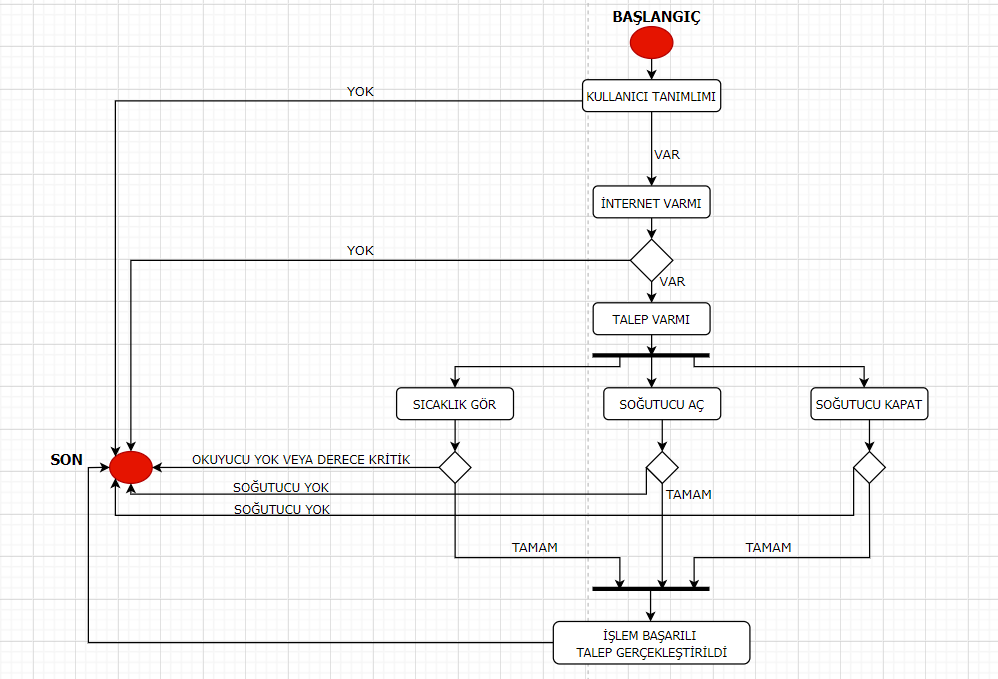 BAŞLANGIÇ
YOK
KULLANICI TANIMLIMI
VAR
İNTERNET VARMI
YOK
VAR
TALEP VARMI
SICAKLIK GÖR
SOĞUTUCU AÇ
SOĞUTUCU KAPAT
SON
OKUYUCU YOK VEYA DERECE KRİTİK
SOĞUTUCU YOK
TAMAM
SOĞUTUCU YOK
TAMAM
TAMAM
İŞLEM BAŞARILI
TALEP GERÇEKLEŞTİRİLDİ